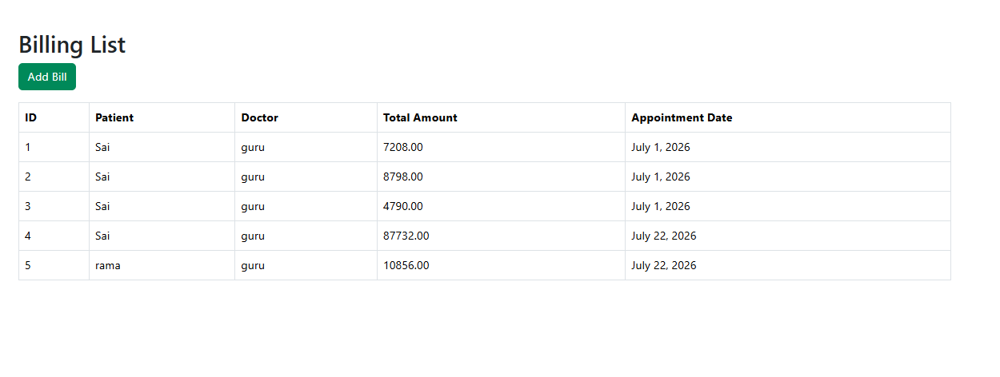 Billing List
Add Bill
ID Patient Doctor Total Amount Appointment Date
1 Sai guru 7208.00 July 1, 2026
2 Sai guru 8798.00 July 1, 2026
3 Sai guru 4790.00 July 1, 2026
4 Sai guru 87732.00 July 22, 2026
5 rama guru 10856.00 July 22, 2026